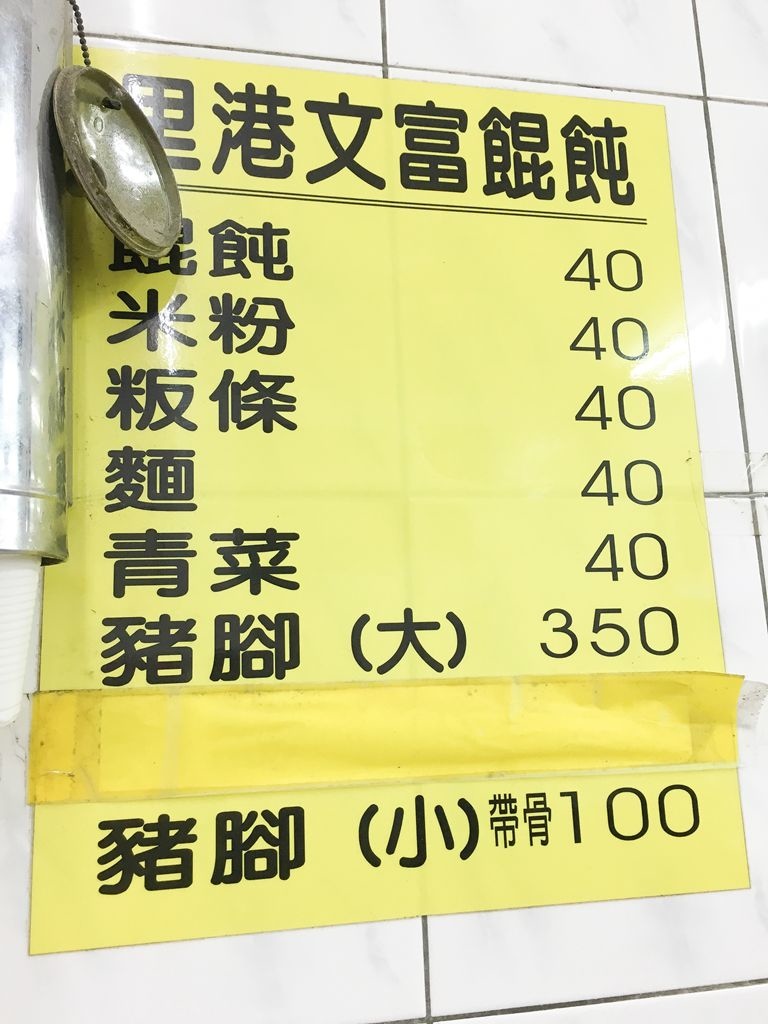 里港文富餛飩
餛飩 40
米粉 40
粄條 40
麵 40
青菜 40
豬腳 (大) 350
豬腳 (小)帶骨100